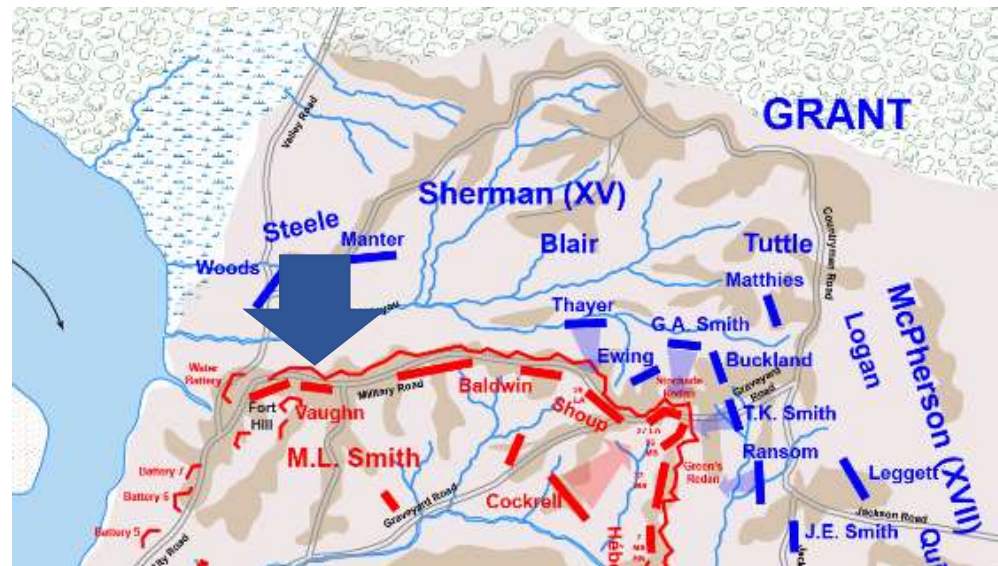 Valley Road
GRANT
Sherman (XV)
Steele
Manter
Blair
Tuttle
Countryman Road
Woods
Matthies
McPherson (XVII)
Logan
Thayer
G.A. Smith
Ewing
Buckland
Water
Battery
Military Road
Baldwin
Stockade
Redan
Graveyard
Road
Fort
Hill
Vaughn
Shoup
T.K. Smith
M.L. Smith
Ransom
Green's
Redan
Leggett
Battery 7
Battery 6
Cockrell
Graveyard Road
Jackson Road
Battery 5
J.E. Smith